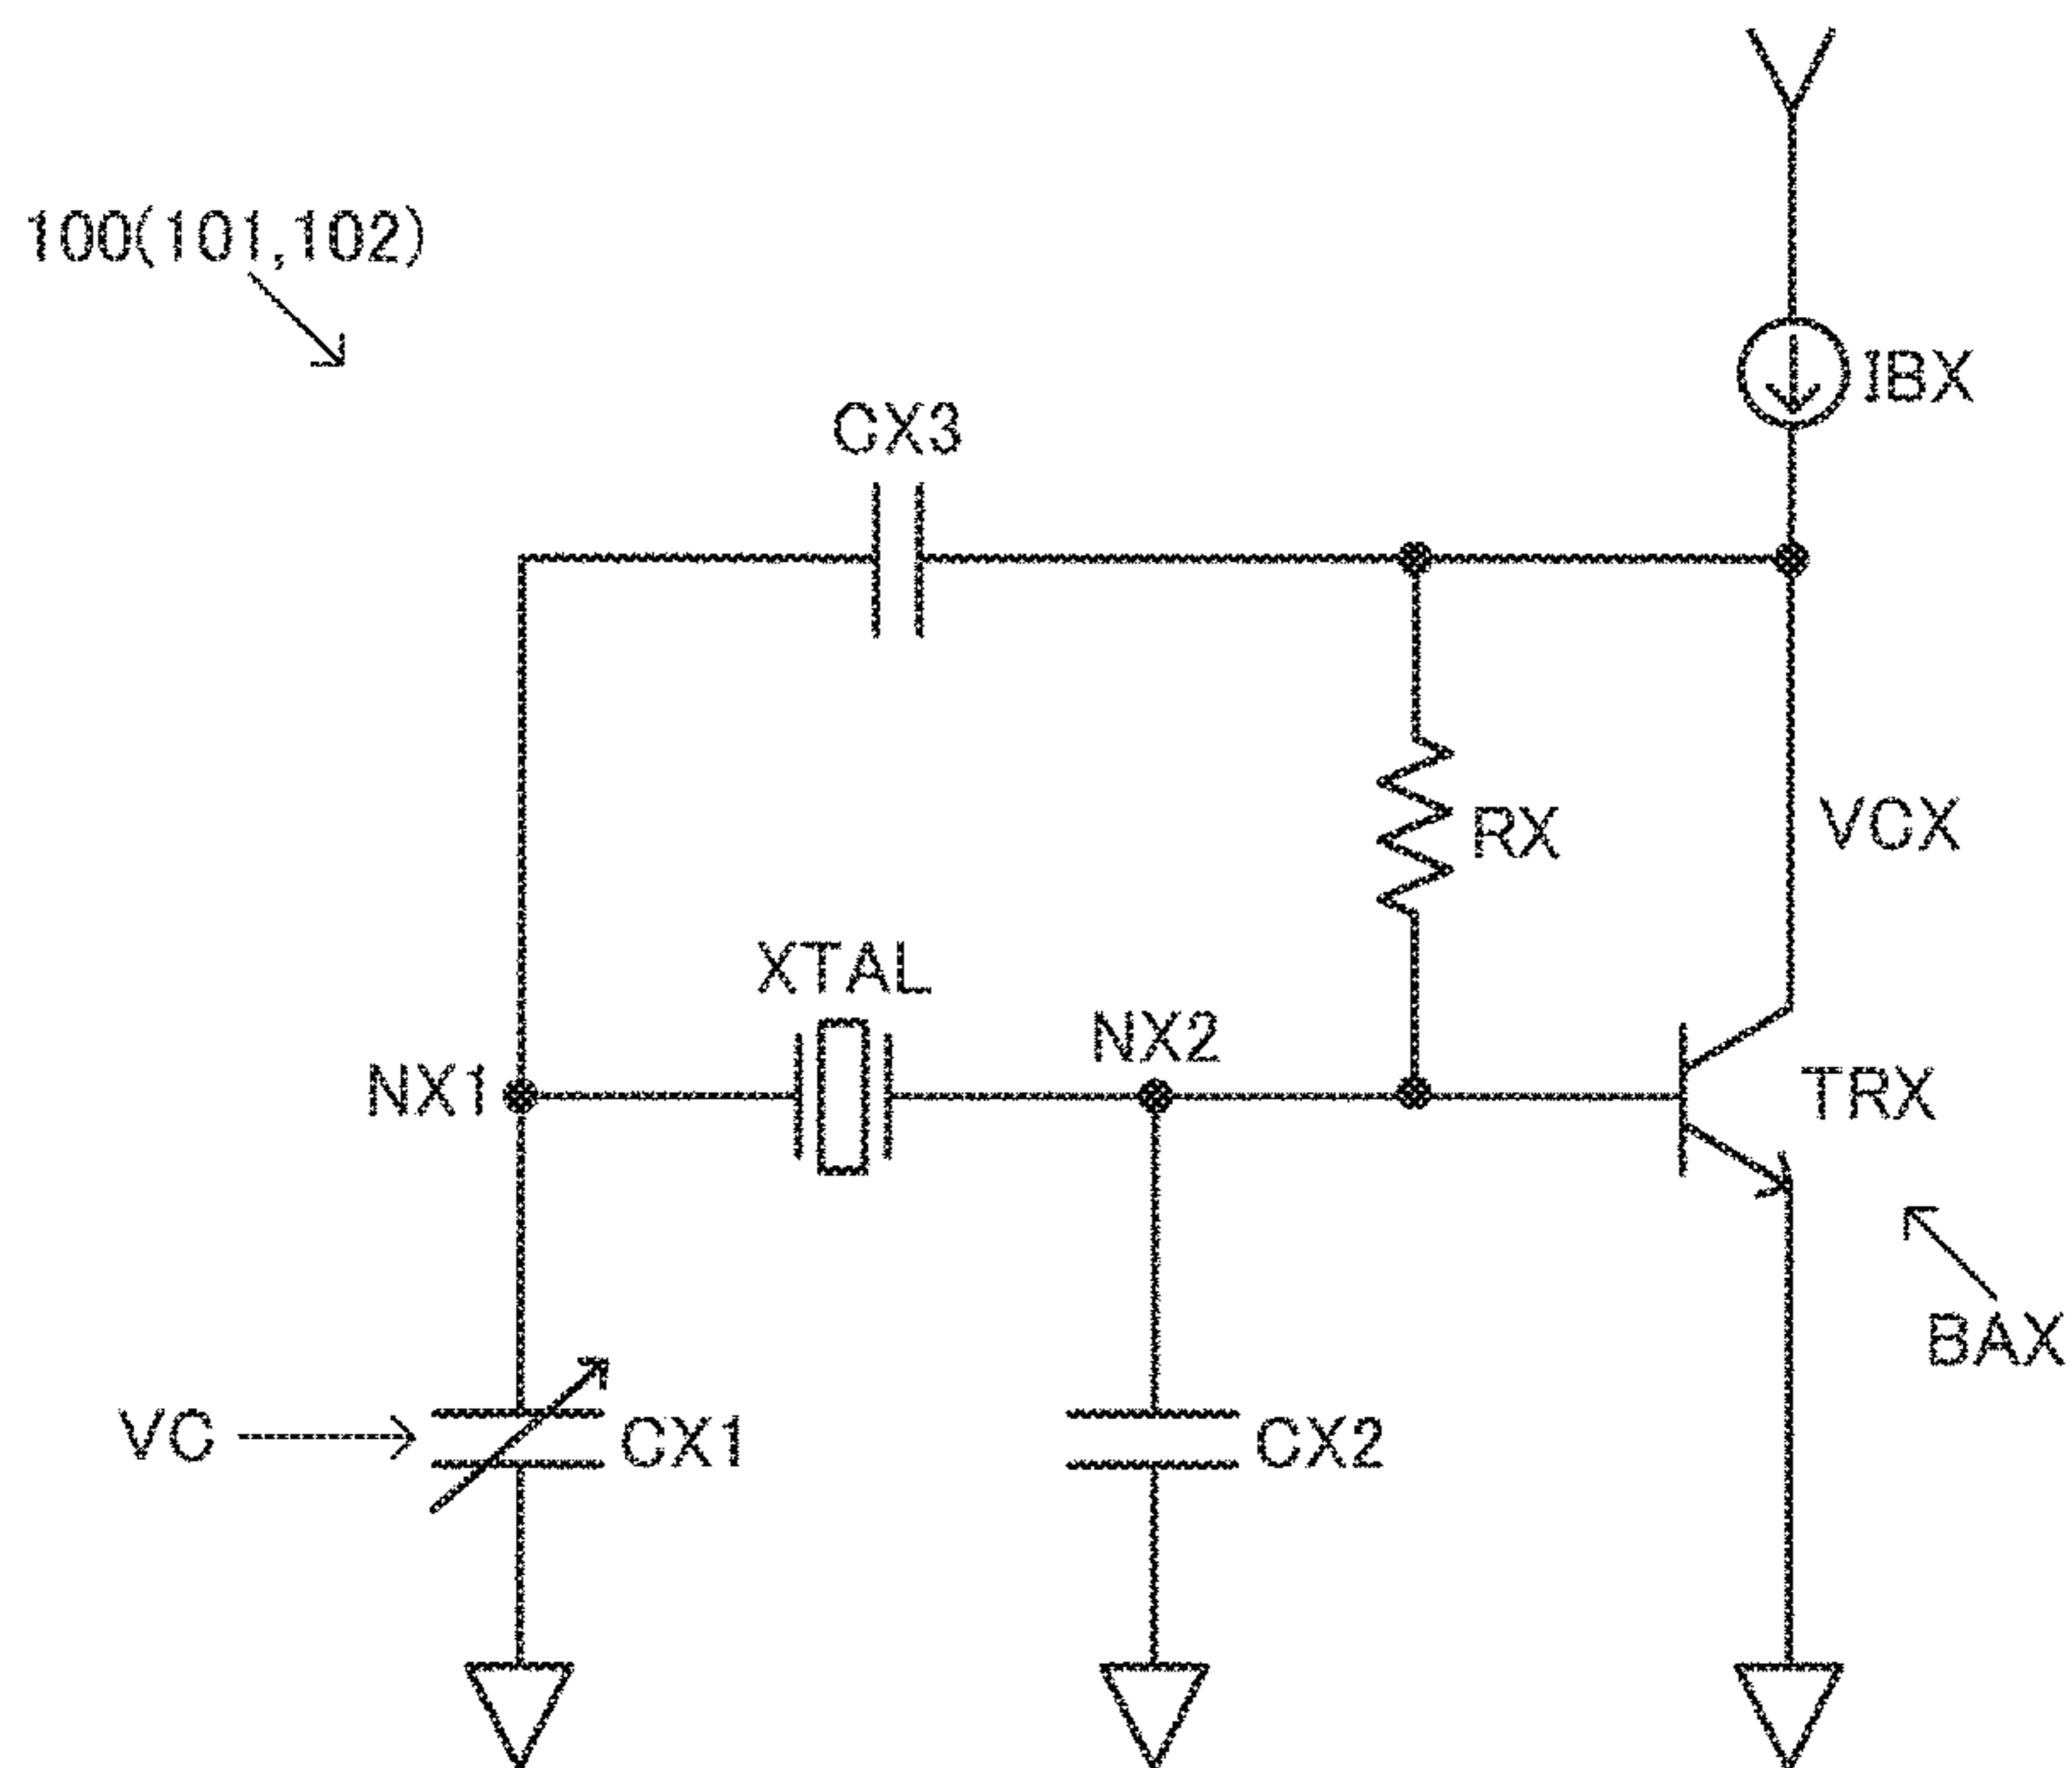 100(101,102)
IBX
CX3
RX
VCX
XTAL
NX2
NX1
TRX
BAX
VC
CX1
CX2